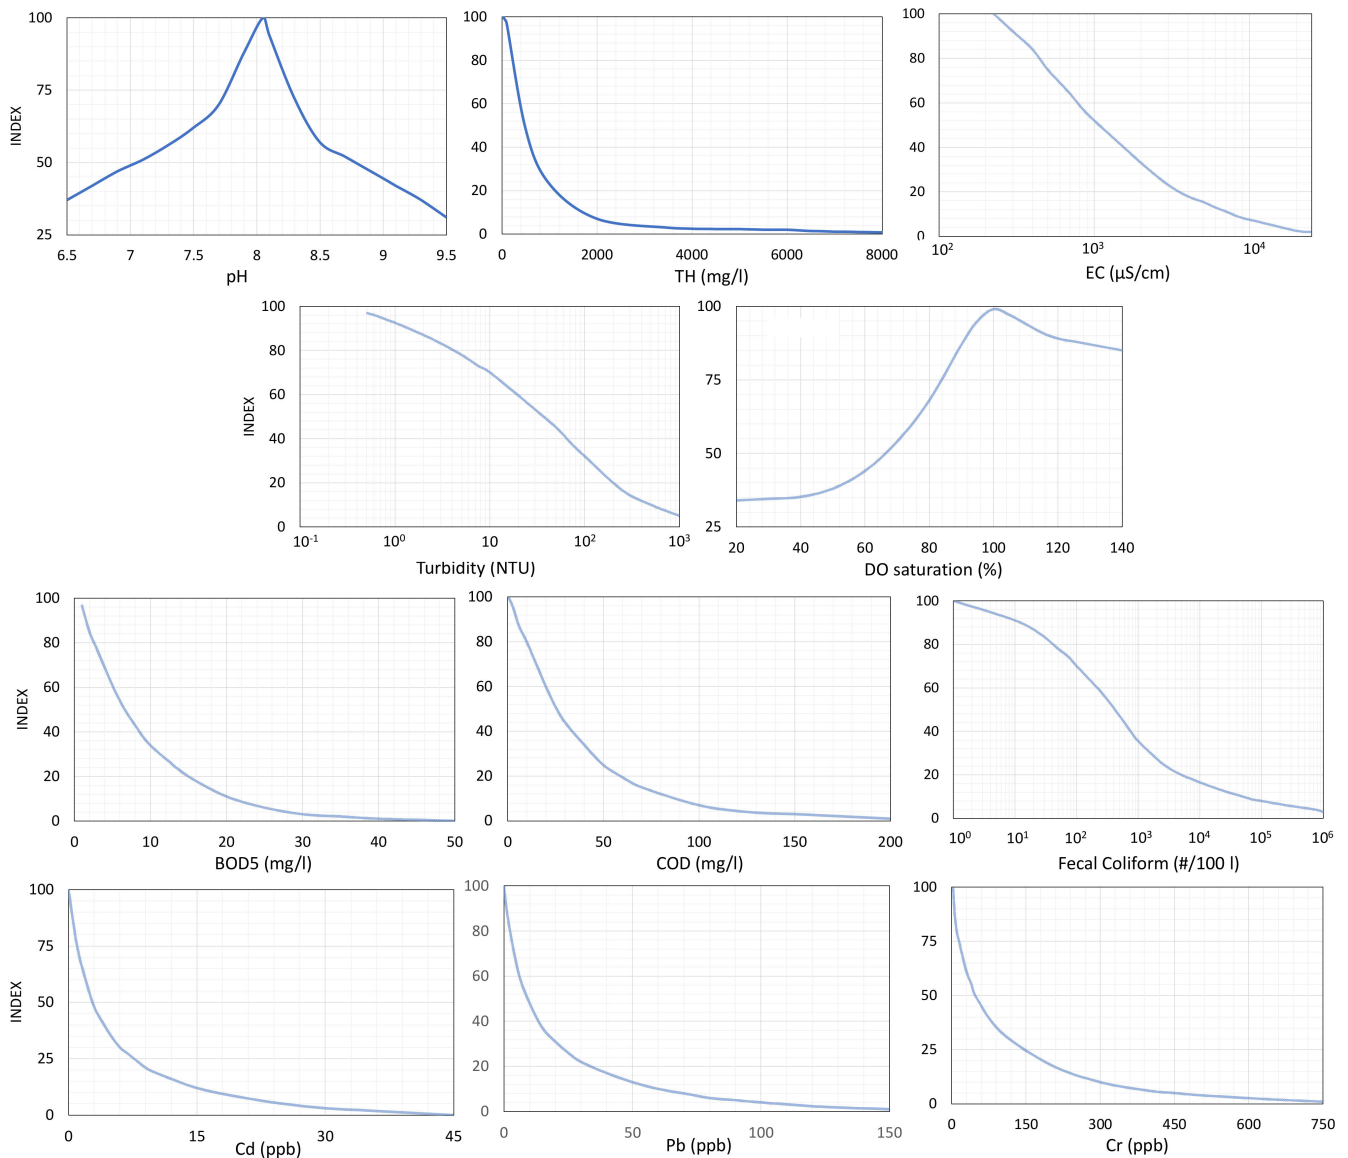 100
75
50
25
INDEX
6.5 7 7.5 8 8.5 9 9.5
pH
100
80
60
40
20
0
0 2000 4000 6000 8000
TH (mg/l)
100
80
60
40
20
0
10² 10³ 10⁴
EC (µS/cm)
100
80
60
40
20
0
INDEX
10⁻¹ 10⁰ 10 10² 10³
Turbidity (NTU)
100
75
50
25
20 40 60 80 100 120 140
DO saturation (%)
100
80
60
40
20
0
INDEX
0 10 20 30 40 50
BOD5 (mg/l)
100
80
60
40
20
0
0 50 100 150 200
COD (mg/l)
100
80
60
40
20
0
10⁰ 10¹ 10² 10³ 10⁴ 10⁵ 10⁶
Fecal Coliform (#/100 l)
100
75
50
25
0
INDEX
0 15 30 45
Cd (ppb)
100
80
60
40
20
0
0 50 100 150
Pb (ppb)
100
75
50
25
0
0 150 300 450 600 750
Cr (ppb)